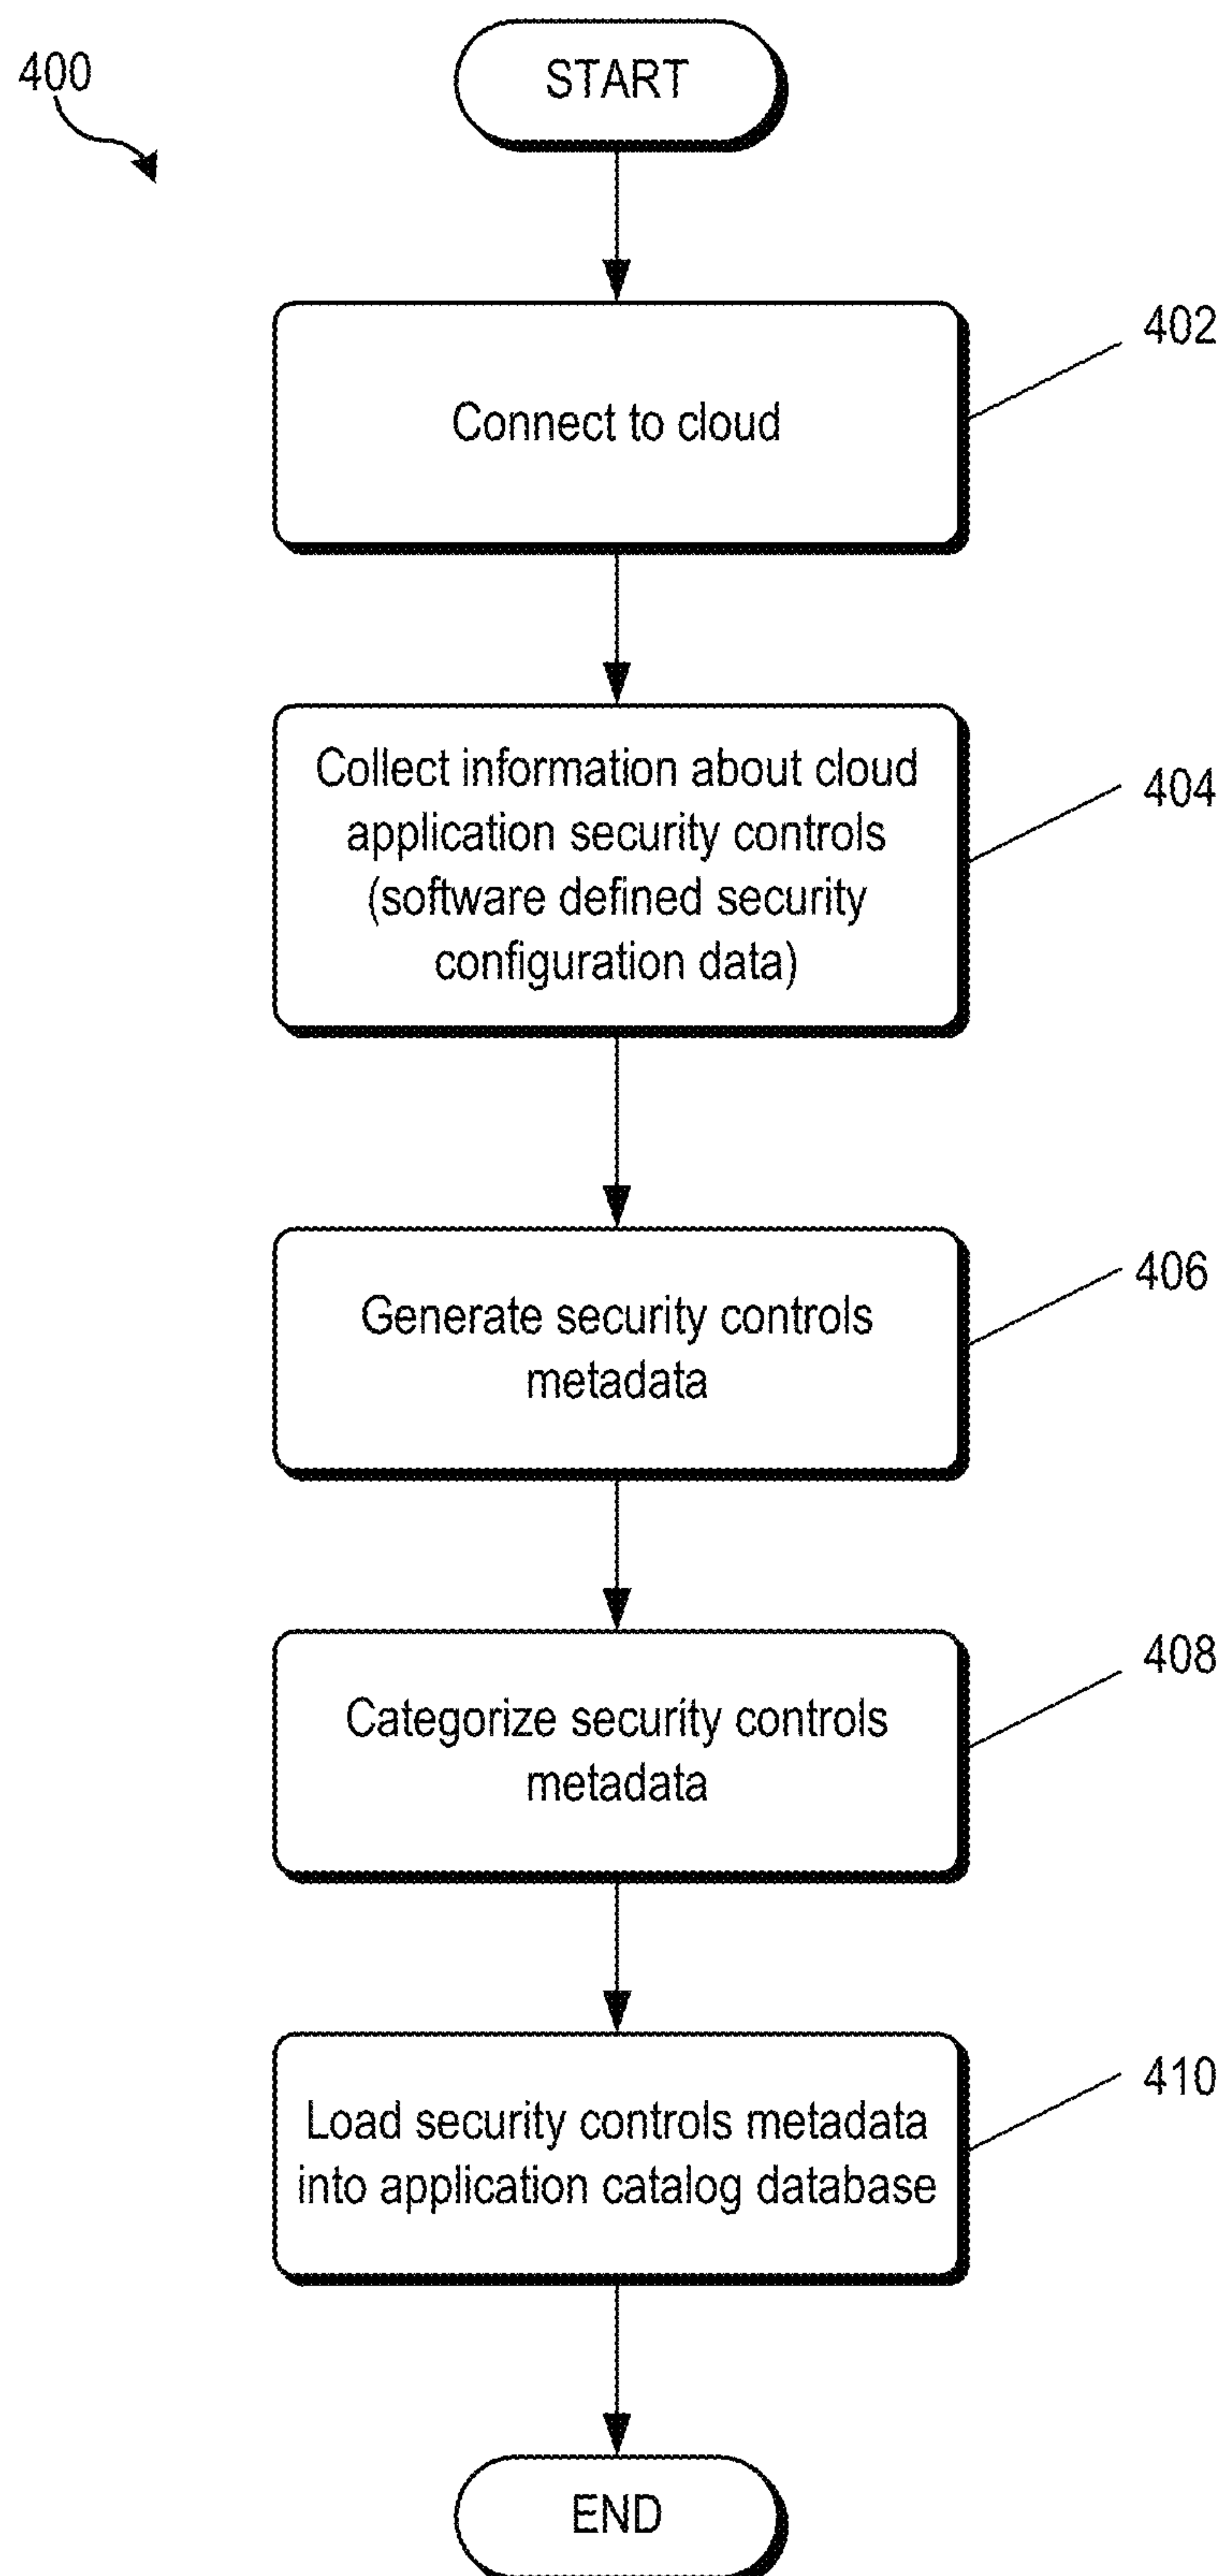 400
START
402
Connect to cloud
404
Collect information about cloud
application security controls
(software defined security
configuration data)
406
Generate security controls
metadata
408
Categorize security controls
metadata
410
Load security controls metadata
into application catalog database
END